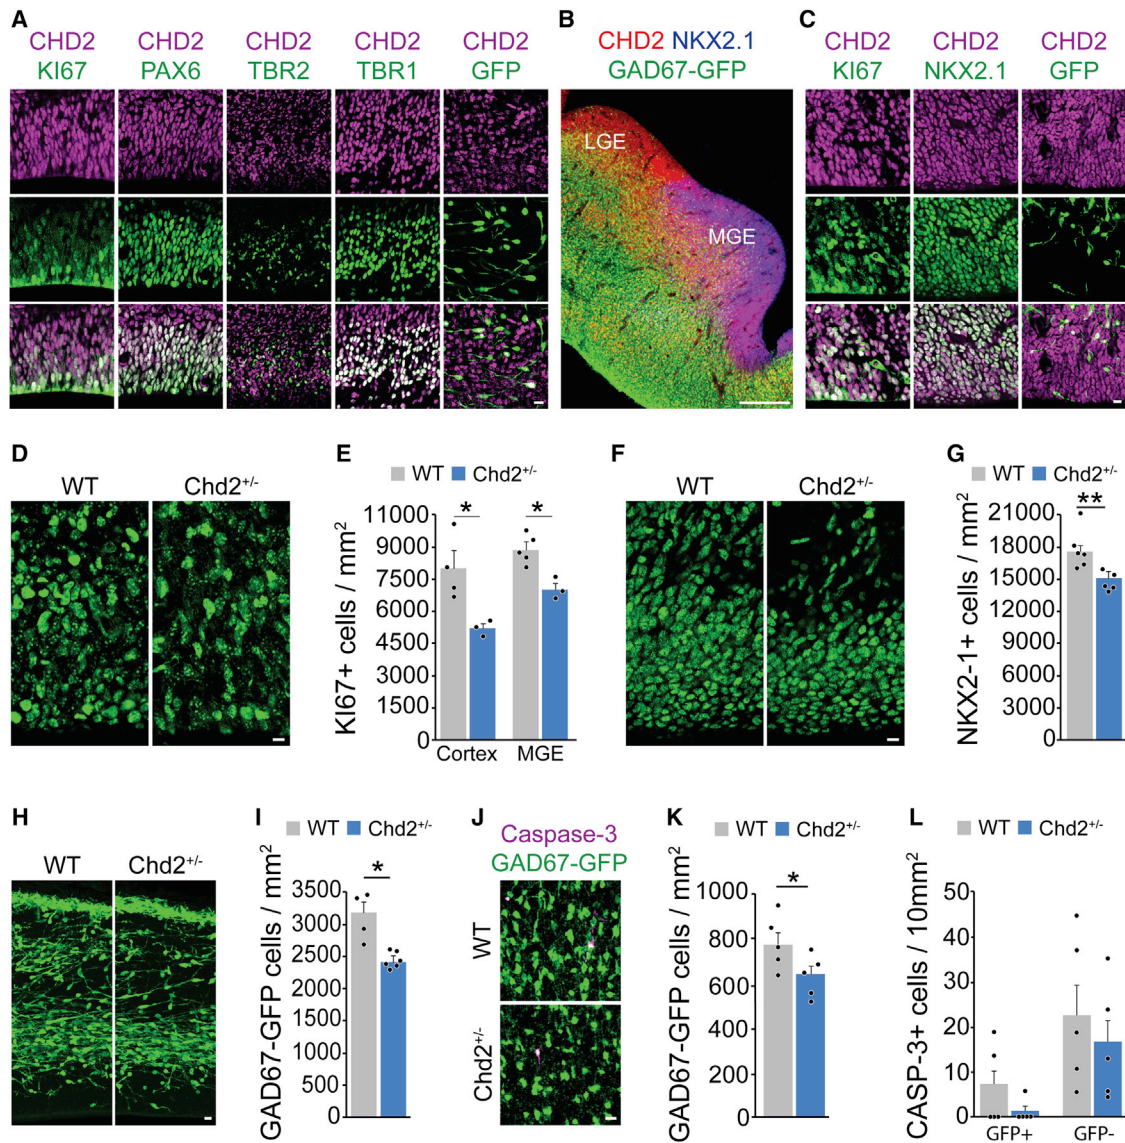 A
CHD2 CHD2 CHD2 CHD2 CHD2
KI67 PAX6 TBR2 TBR1 GFP
B
CHD2 NKX2.1
GAD67-GFP
LGE
MGE
C
CHD2 CHD2 CHD2
KI67 NKX2.1 GFP
D
WT Chd2+/-
E
WT Chd2+/-
KI67+ cells / mm2
11000
9000
7500
6000
4500
3000
1500
0
* *
Cortex MGE
F
WT Chd2+/-
G
WT Chd2+/-
NKX2-1+ cells / mm2
21000
18000
15000
12000
9000
6000
3000
0
**
H
WT Chd2+/-
I
WT Chd2+/-
GAD67-GFP cells / mm2
3500
3000
2500
2000
1500
1000
500
0
*
J
Caspase-3
GAD67-GFP
WT
Chd2+/-
K
WT Chd2+/-
GAD67-GFP cells / mm2
1000
800
600
400
200
0
*
L
WT Chd2+/-
CASP-3+ cells / 10mm2
50
40
30
20
10
0
GFP+ GFP-